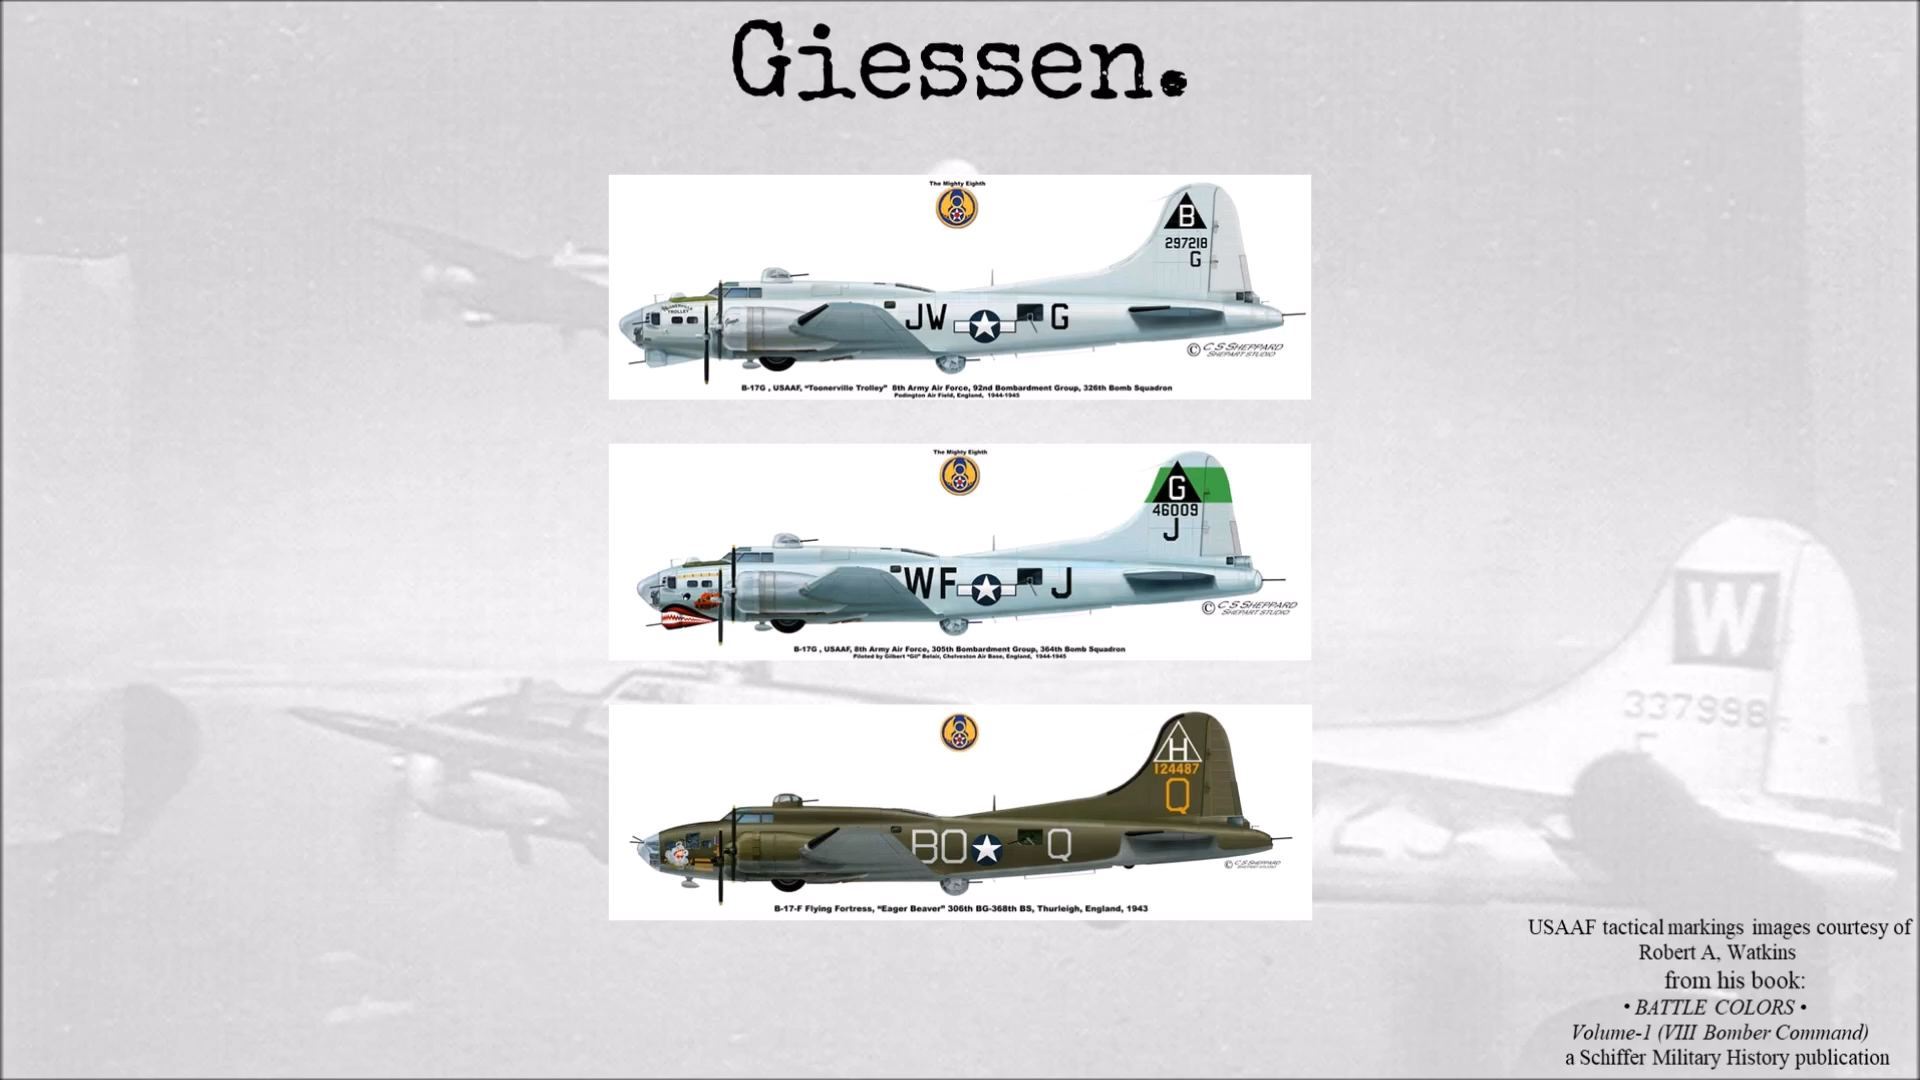 Giessen.
The Mighty Eighth
B
297218
G
JW G
TOONERVILLE
TROLLEY
© C S SHEPPARD
SHEPART STUDIO
B-17G , USAAF, “Toonerville Trolley” 8th Army Air Force, 92nd Bombardment Group, 326th Bomb Squadron
Podington Air Field, England, 1944-1945
The Mighty Eighth
G
46009
J
WF J
© C S SHEPPARD
SHEPART STUDIO
B-17G , USAAF, 8th Army Air Force, 305th Bombardment Group, 364th Bomb Squadron
Piloted by Gilbert “Gil” Belair, Chelveston Air Base, England, 1944-1945
W
337998
H
124487
Q
BO Q
© C S SHEPPARD
SHEPART STUDIO
B-17-F Flying Fortress, “Eager Beaver” 306th BG-368th BS, Thurleigh, England, 1943
USAAF tactical markings images courtesy of
Robert A, Watkins
from his book:
• BATTLE COLORS •
Volume-1 (VIII Bomber Command)
a Schiffer Military History publication